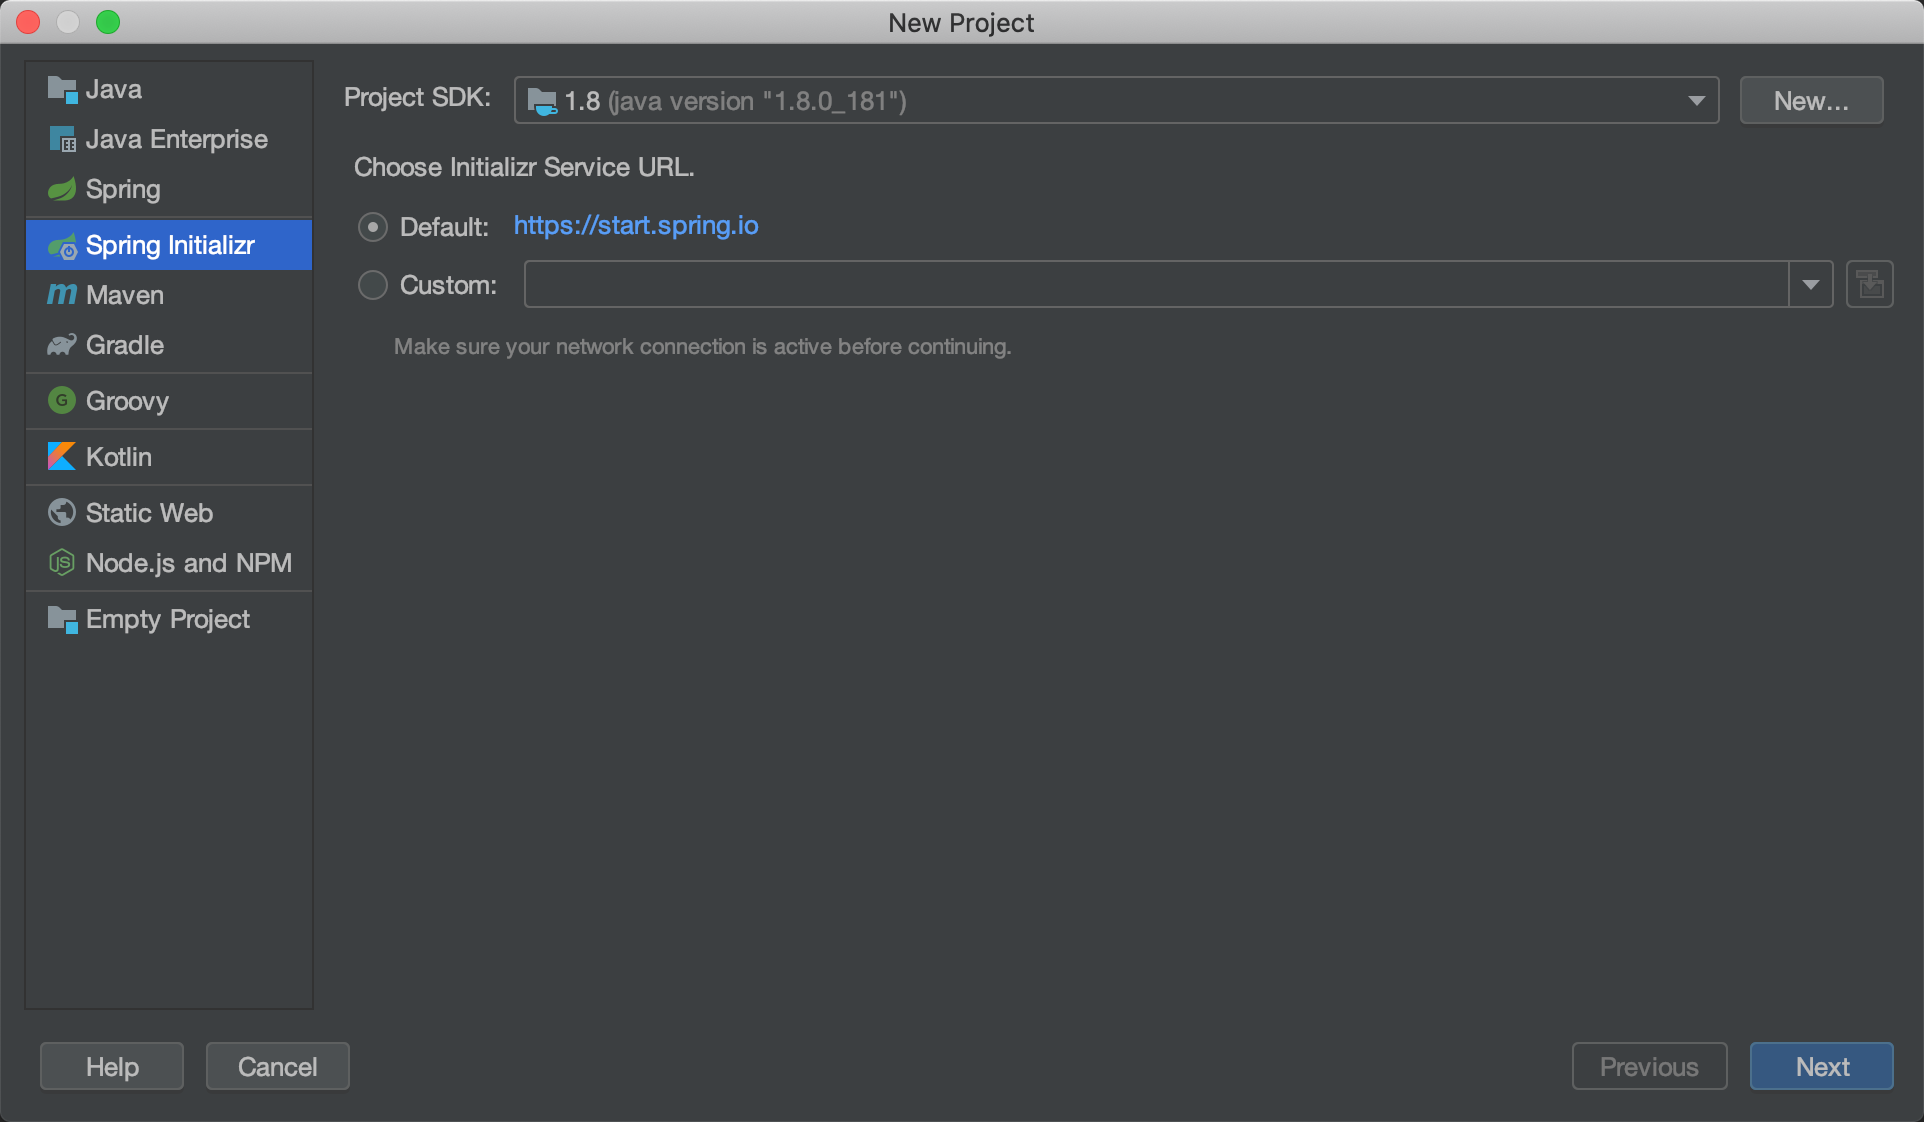 New Project
Java
Java Enterprise
Spring
Spring Initializr
Maven
Gradle
Groovy
Kotlin
Static Web
Node.js and NPM
Empty Project
Project SDK: 1.8 (java version "1.8.0_181") New...
Choose Initializr Service URL.
Default: https://start.spring.io
Custom:
Make sure your network connection is active before continuing.
Help Cancel Previous Next